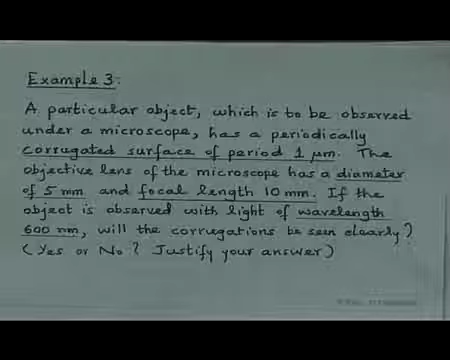 Example 3:
A particular object, which is to be observed
under a microscope, has a periodically
corrugated surface of period 1 μm. The
objective lens of the microscope has a diameter
of 5 mm and focal length 10 mm. If the
object is observed with light of wavelength
600 nm, will the corrugations be seen clearly?
(Yes or No? Justify your answer)